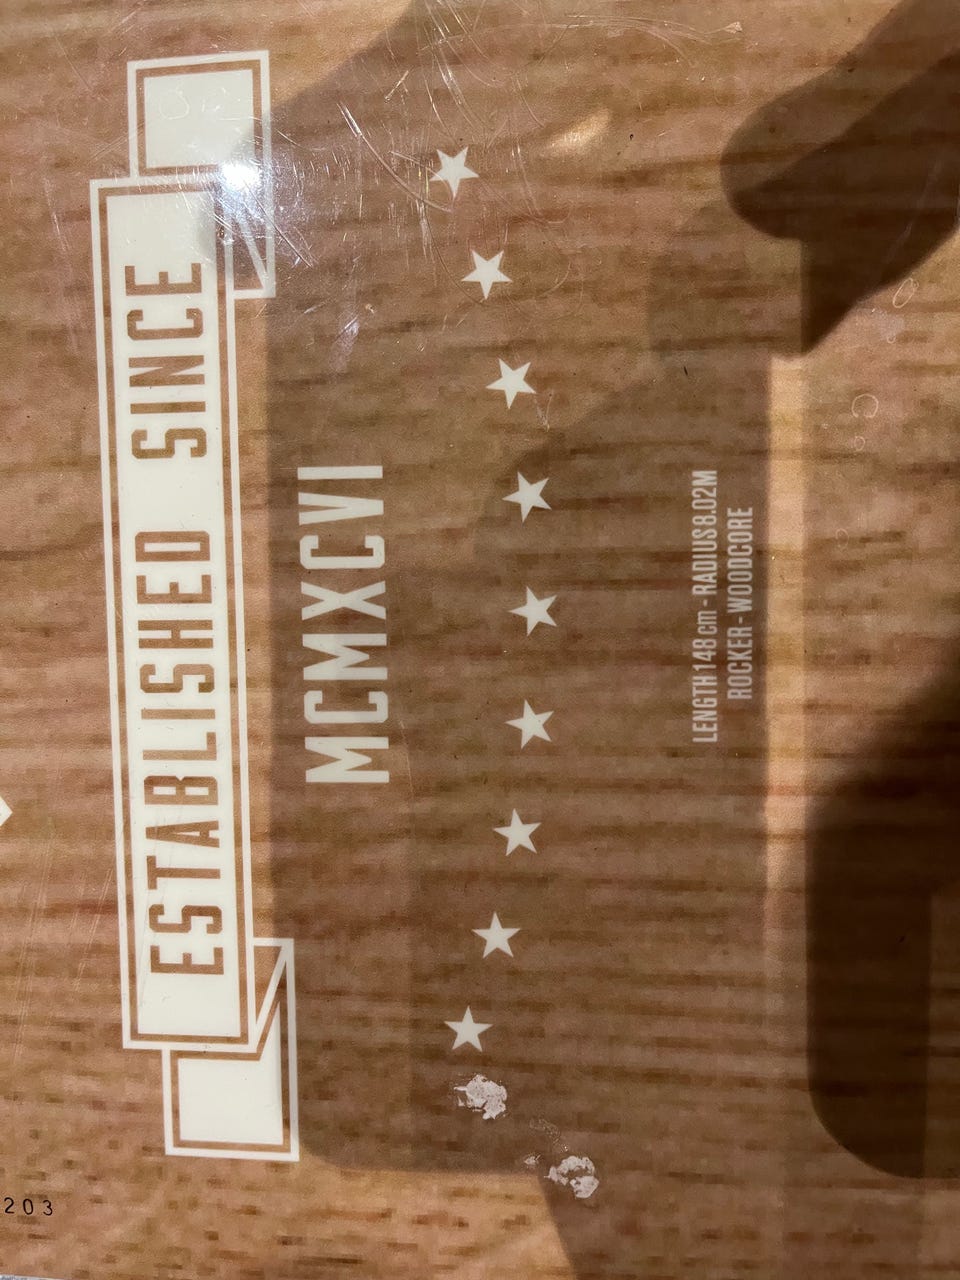 ESTABLISHED SINCE
MCMXCVI
LENGTH 148 cm - RADIUS 8.02M
ROCKER - WOODCORE
203